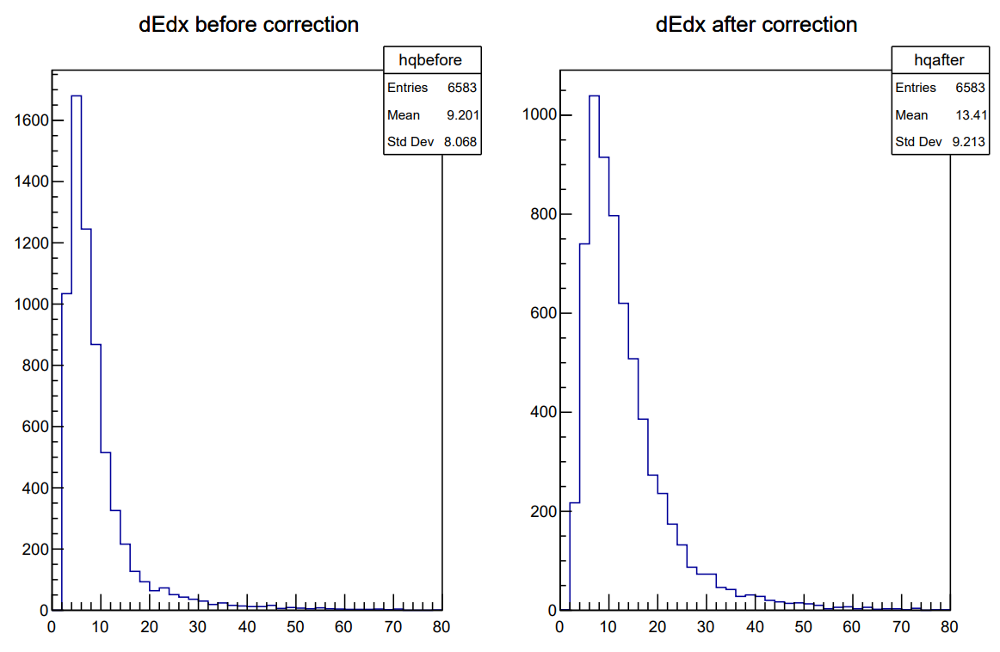 dEdx before correction
hqbefore
Entries 6583
Mean 9.201
Std Dev 8.068
1600
1400
1200
1000
800
600
400
200
0
0 10 20 30 40 50 60 70 80
dEdx after correction
hqafter
Entries 6583
Mean 13.41
Std Dev 9.213
1000
800
600
400
200
0
0 10 20 30 40 50 60 70 80